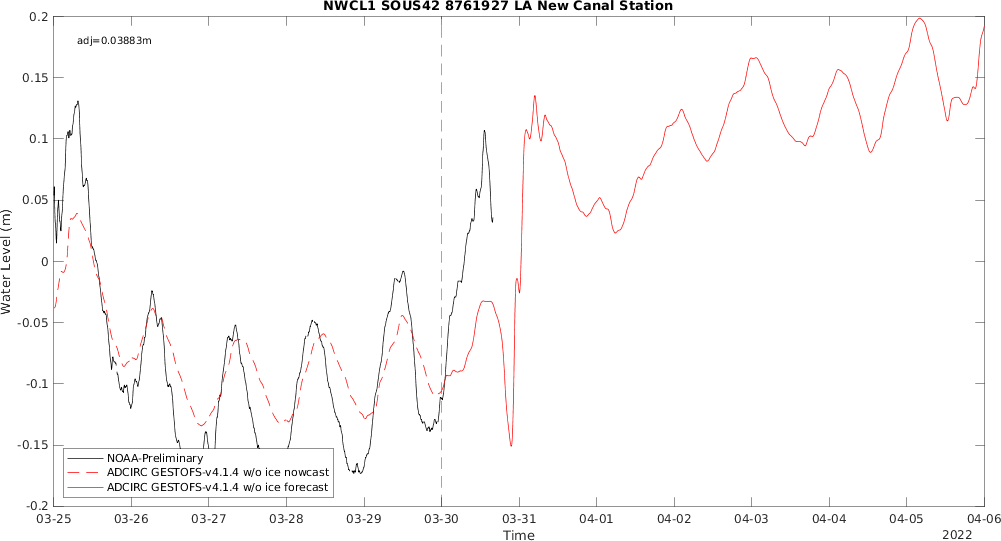 NWCL1 SOUS42 8761927 LA New Canal Station
adj=0.03883m
0.2
0.15
0.1
0.05
0
-0.05
-0.1
-0.15
-0.2
Water Level (m)
NOAA-Preliminary
ADCIRC GESTOFS-v4.1.4 w/o ice nowcast
ADCIRC GESTOFS-v4.1.4 w/o ice forecast
03-25 03-26 03-27 03-28 03-29 03-30 03-31 04-01 04-02 04-03 04-04 04-05 04-06
Time
2022